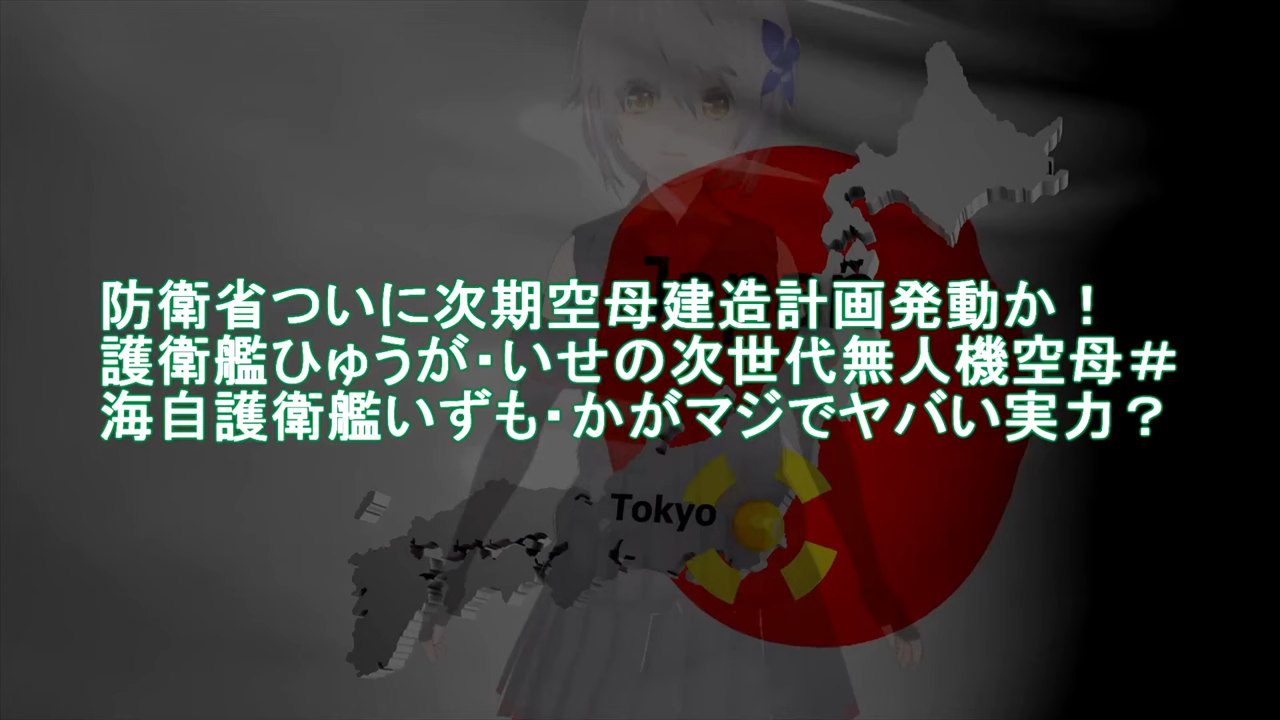 Japan
防衛省ついに次期空母建造計画発動か！
護衛艦ひゅうが・いせの次世代無人機空母＃
海自護衛艦いずも・かがマジでヤバい実力？
Tokyo